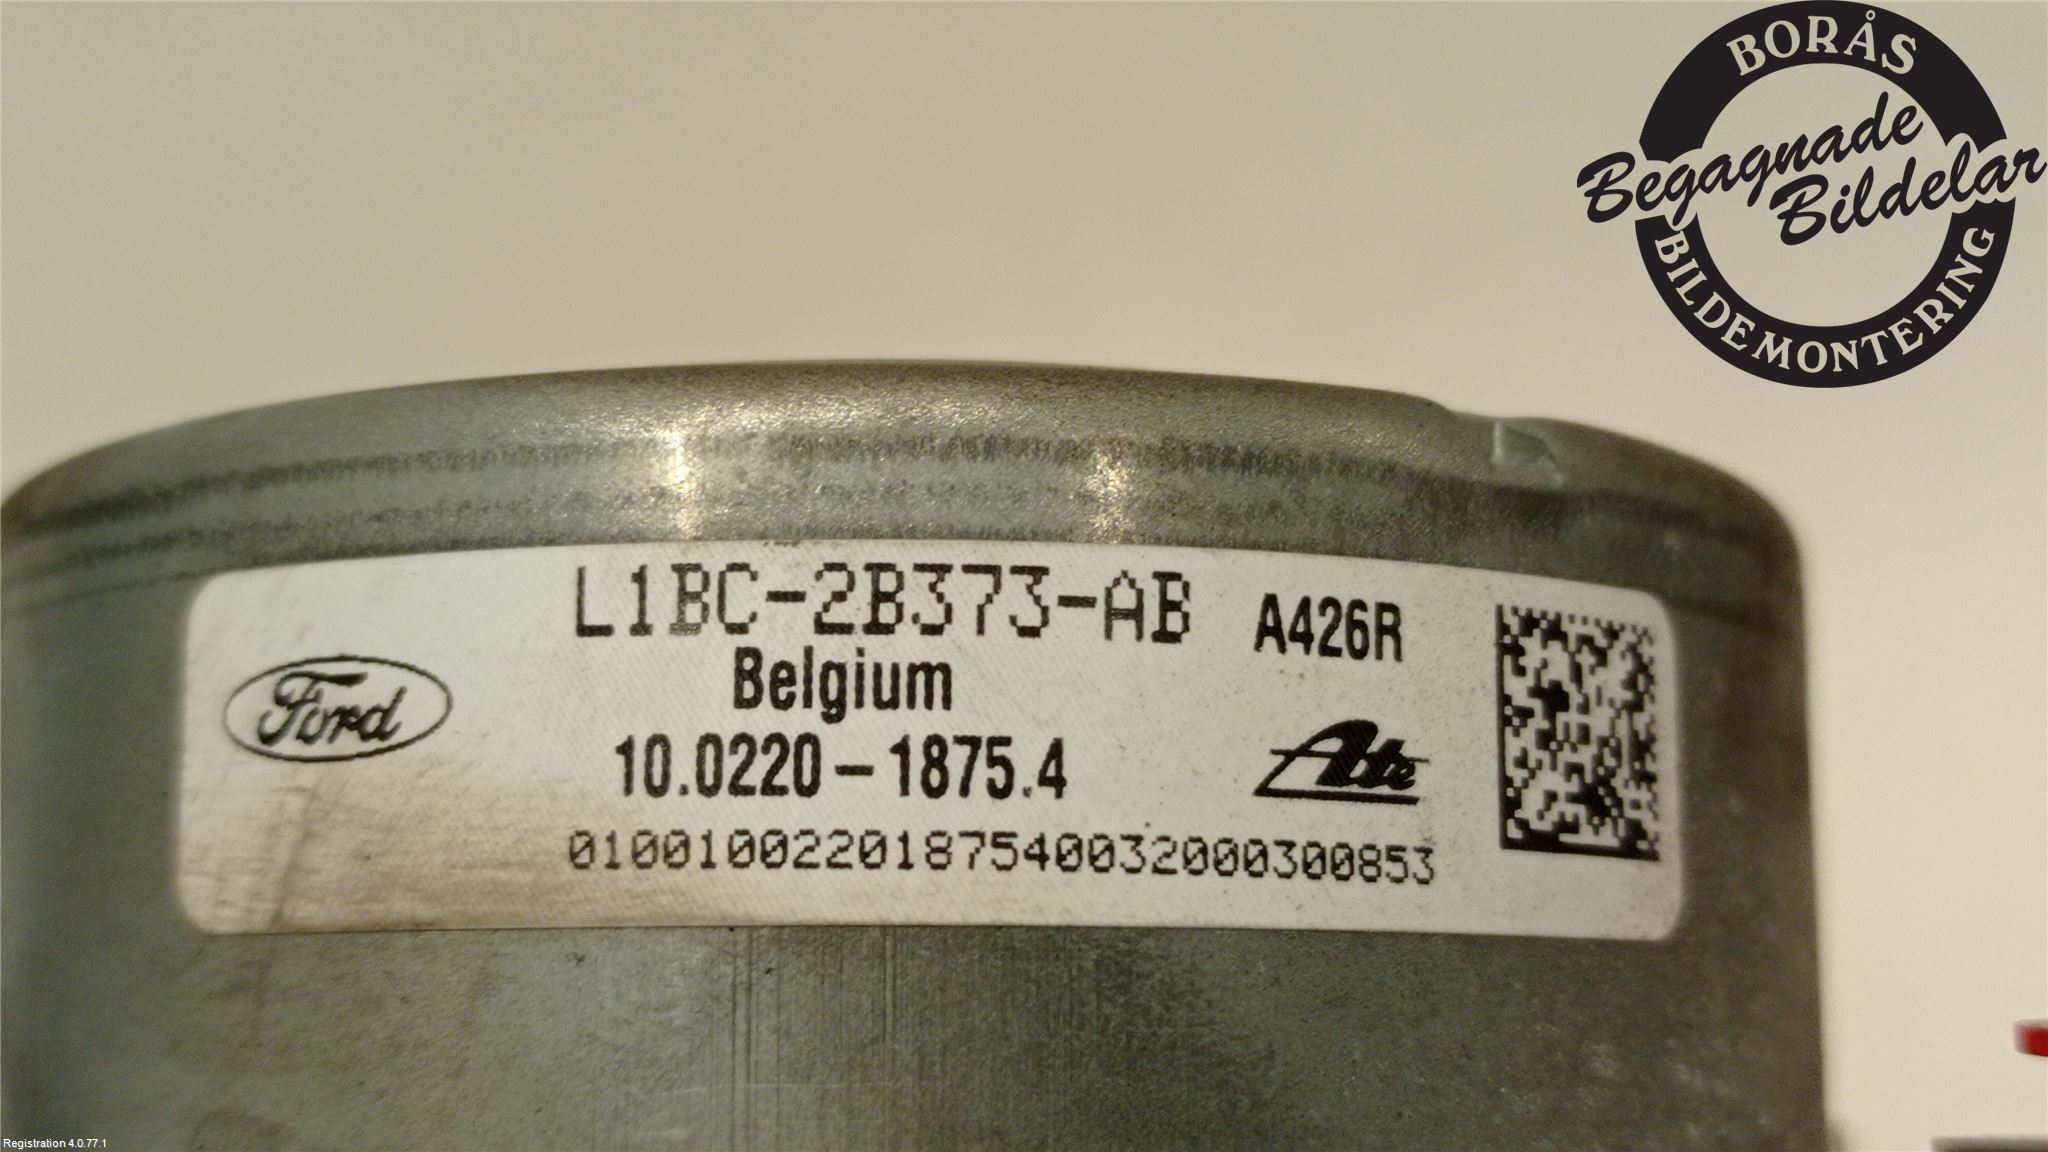 BORÅS
Begagnade
Bildelar
BILDEMONTERING
L1BC-2B373-AB A426R
Ford
Belgium
10.0220-1875.4
Ate
0100100220187540032000300853
Registration 4.0.77.1